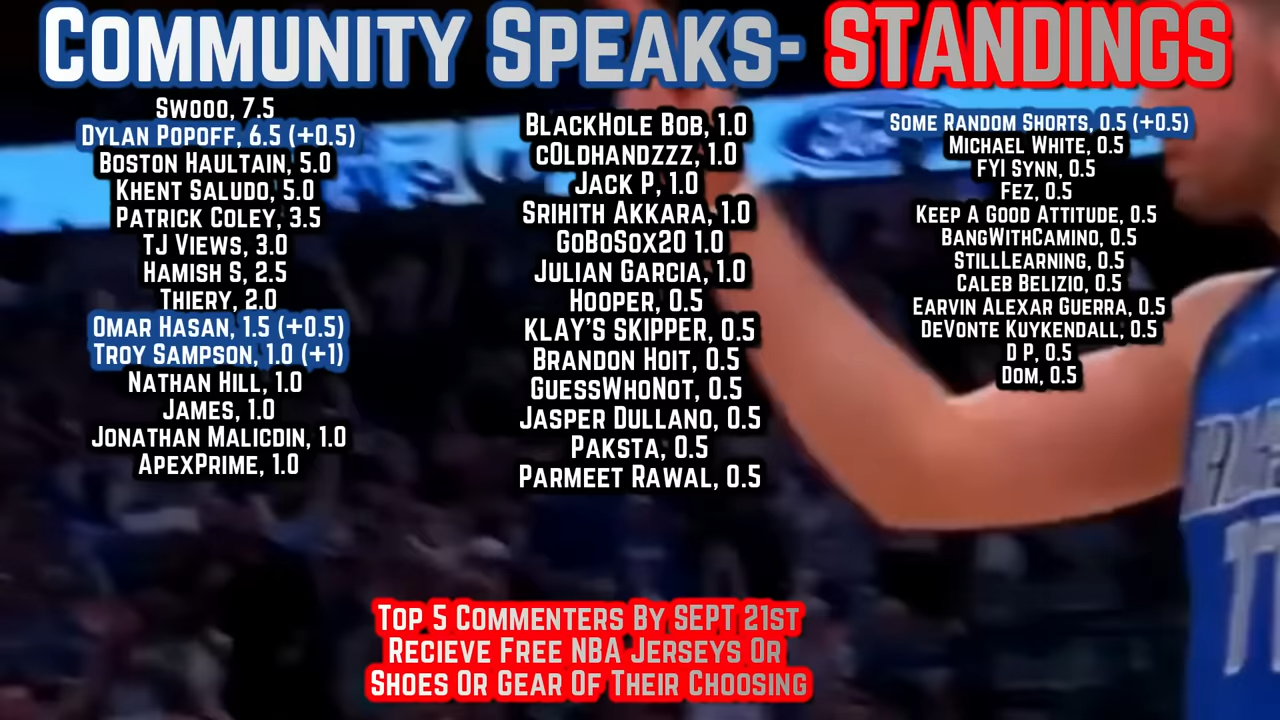 Community Speaks- STANDINGS
Swooo, 7.5
Dylan Popoff, 6.5 (+0.5)
Boston Haultain, 5.0
Khent Saludo, 5.0
Patrick Coley, 3.5
TJ Views, 3.0
Hamish S, 2.5
Thiery, 2.0
Omar Hasan, 1.5 (+0.5)
Troy Sampson, 1.0 (+1)
Nathan Hill, 1.0
James, 1.0
Jonathan Malicdin, 1.0
ApexPrime, 1.0
BlackHole Bob, 1.0
c0ldhandzzz, 1.0
Jack P, 1.0
Srihith Akkara, 1.0
GoBoSox20 1.0
Julian Garcia, 1.0
Hooper, 0.5
KLAY'S SKIPPER, 0.5
Brandon Hoit, 0.5
GuessWhoNot, 0.5
Jasper Dullano, 0.5
Paksta, 0.5
Parmeet Rawal, 0.5
Some Random Shorts, 0.5 (+0.5)
Michael White, 0.5
FYI Synn, 0.5
Fez, 0.5
Keep A Good Attitude, 0.5
BangWithCamino, 0.5
StillLearning, 0.5
Caleb Belizio, 0.5
Earvin Alexar Guerra, 0.5
DeVonte Kuykendall, 0.5
D P, 0.5
Dom, 0.5
Top 5 Commenters By SEPT 21st
Recieve Free NBA Jerseys Or
Shoes Or Gear Of Their Choosing